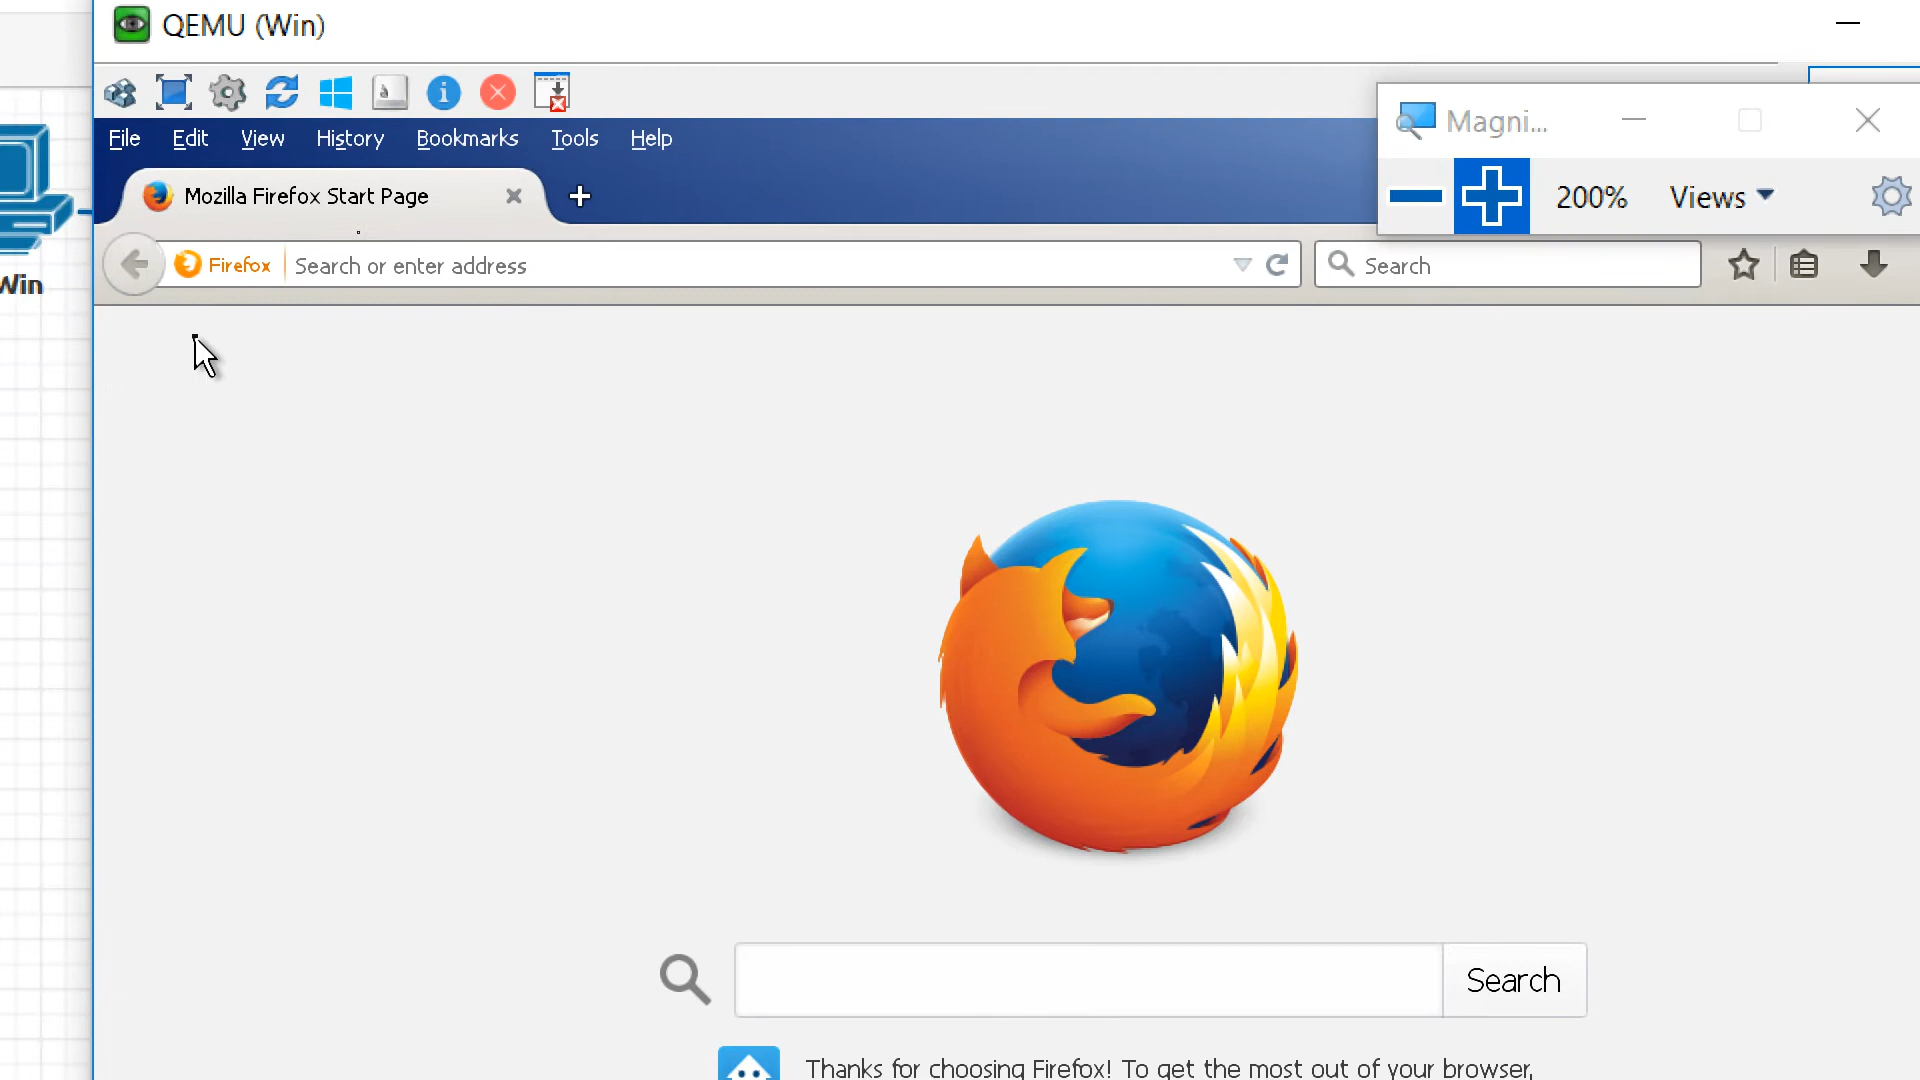 QEMU (Win)
File Edit View History Bookmarks Tools Help
Magni...
Mozilla Firefox Start Page
200% Views
Firefox Search or enter address
Search
Win
Search
Thanks for choosing Firefox! To get the most out of your browser,